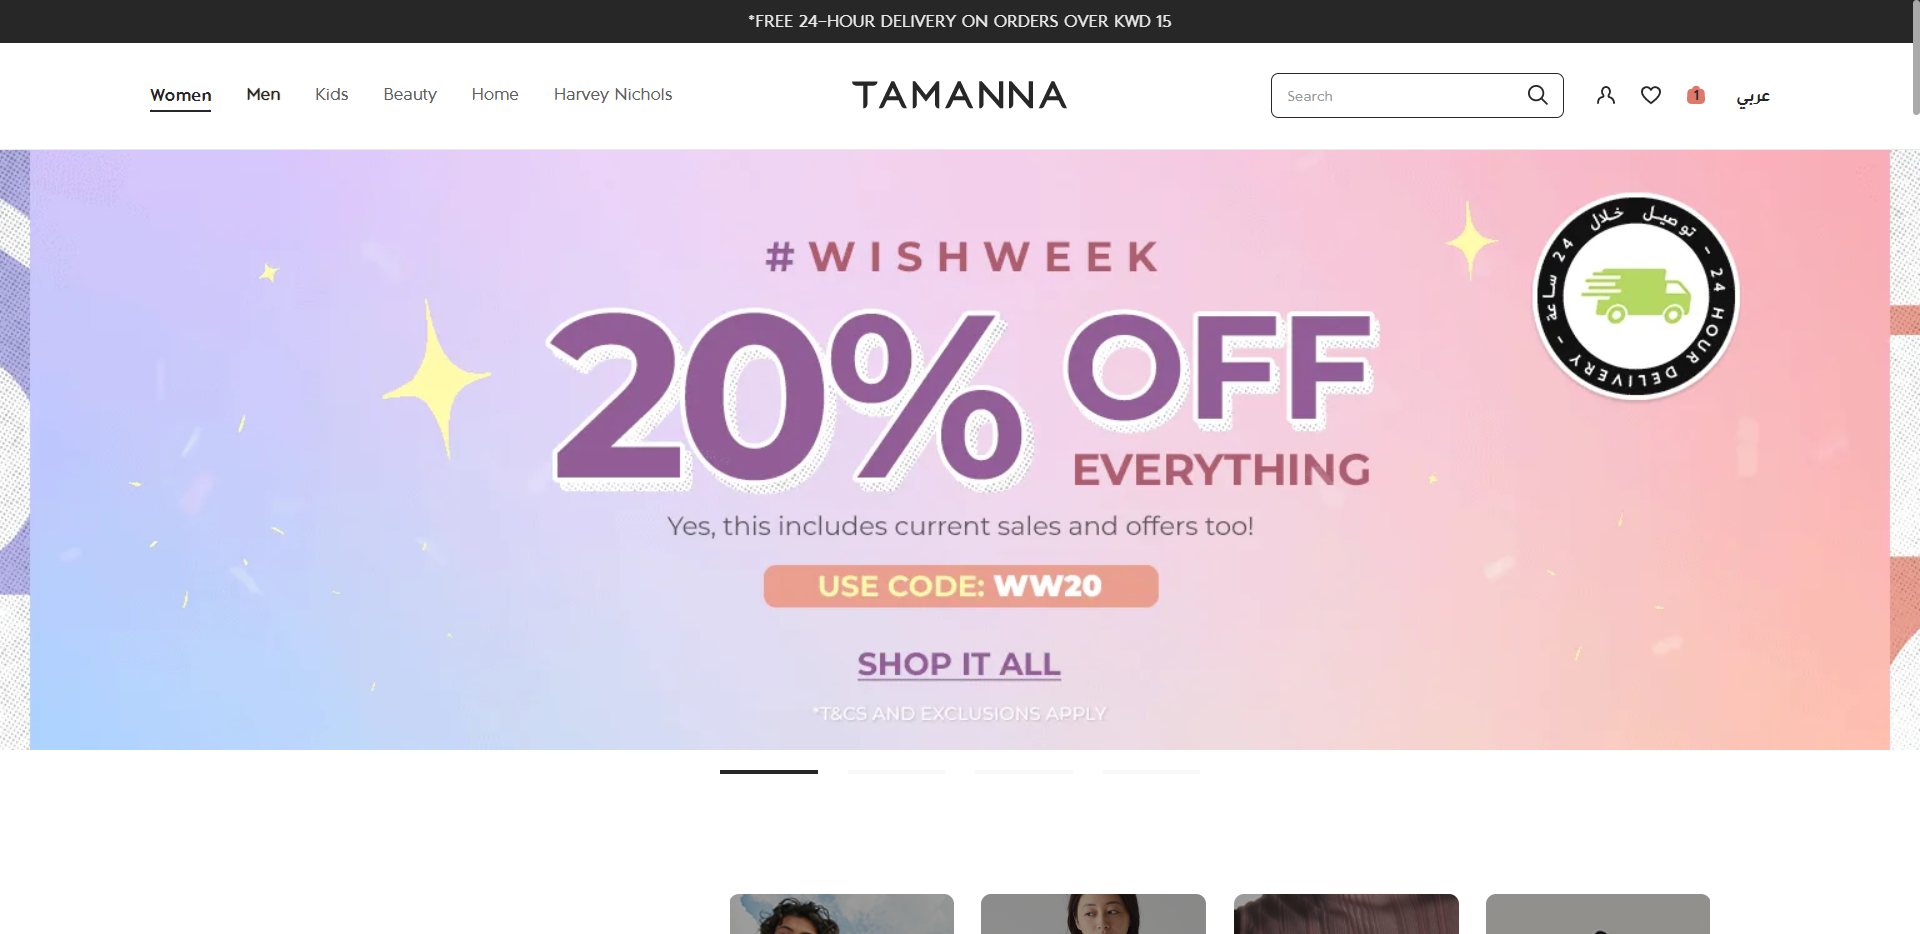 *FREE 24-HOUR DELIVERY ON ORDERS OVER KWD 15
Women Men Kids Beauty Home Harvey Nichols
TAMANNA
Search
1
عربي
#WISHWEEK
20% OFF
EVERYTHING
Yes, this includes current sales and offers too!
USE CODE: WW20
SHOP IT ALL
*T&CS AND EXCLUSIONS APPLY
توصيل خلال 24 ساعة - 24 HOUR DELIVERY -